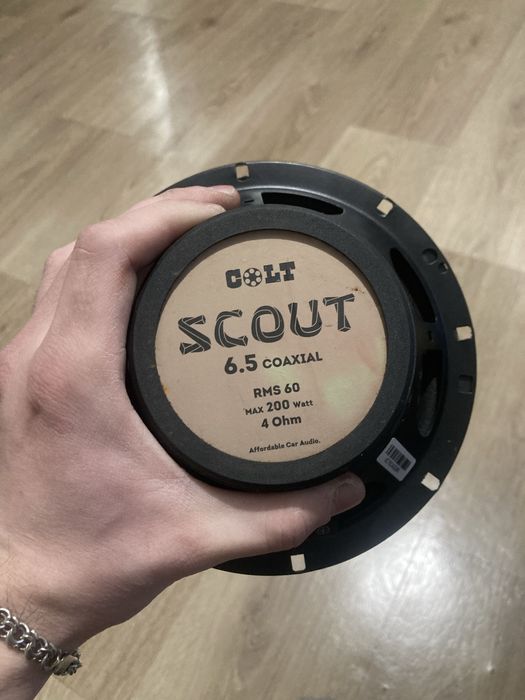 COLT
SCOUT
6.5 COAXIAL
RMS 60
MAX 200 Watt
4 Ohm
Affordable Car Audio.